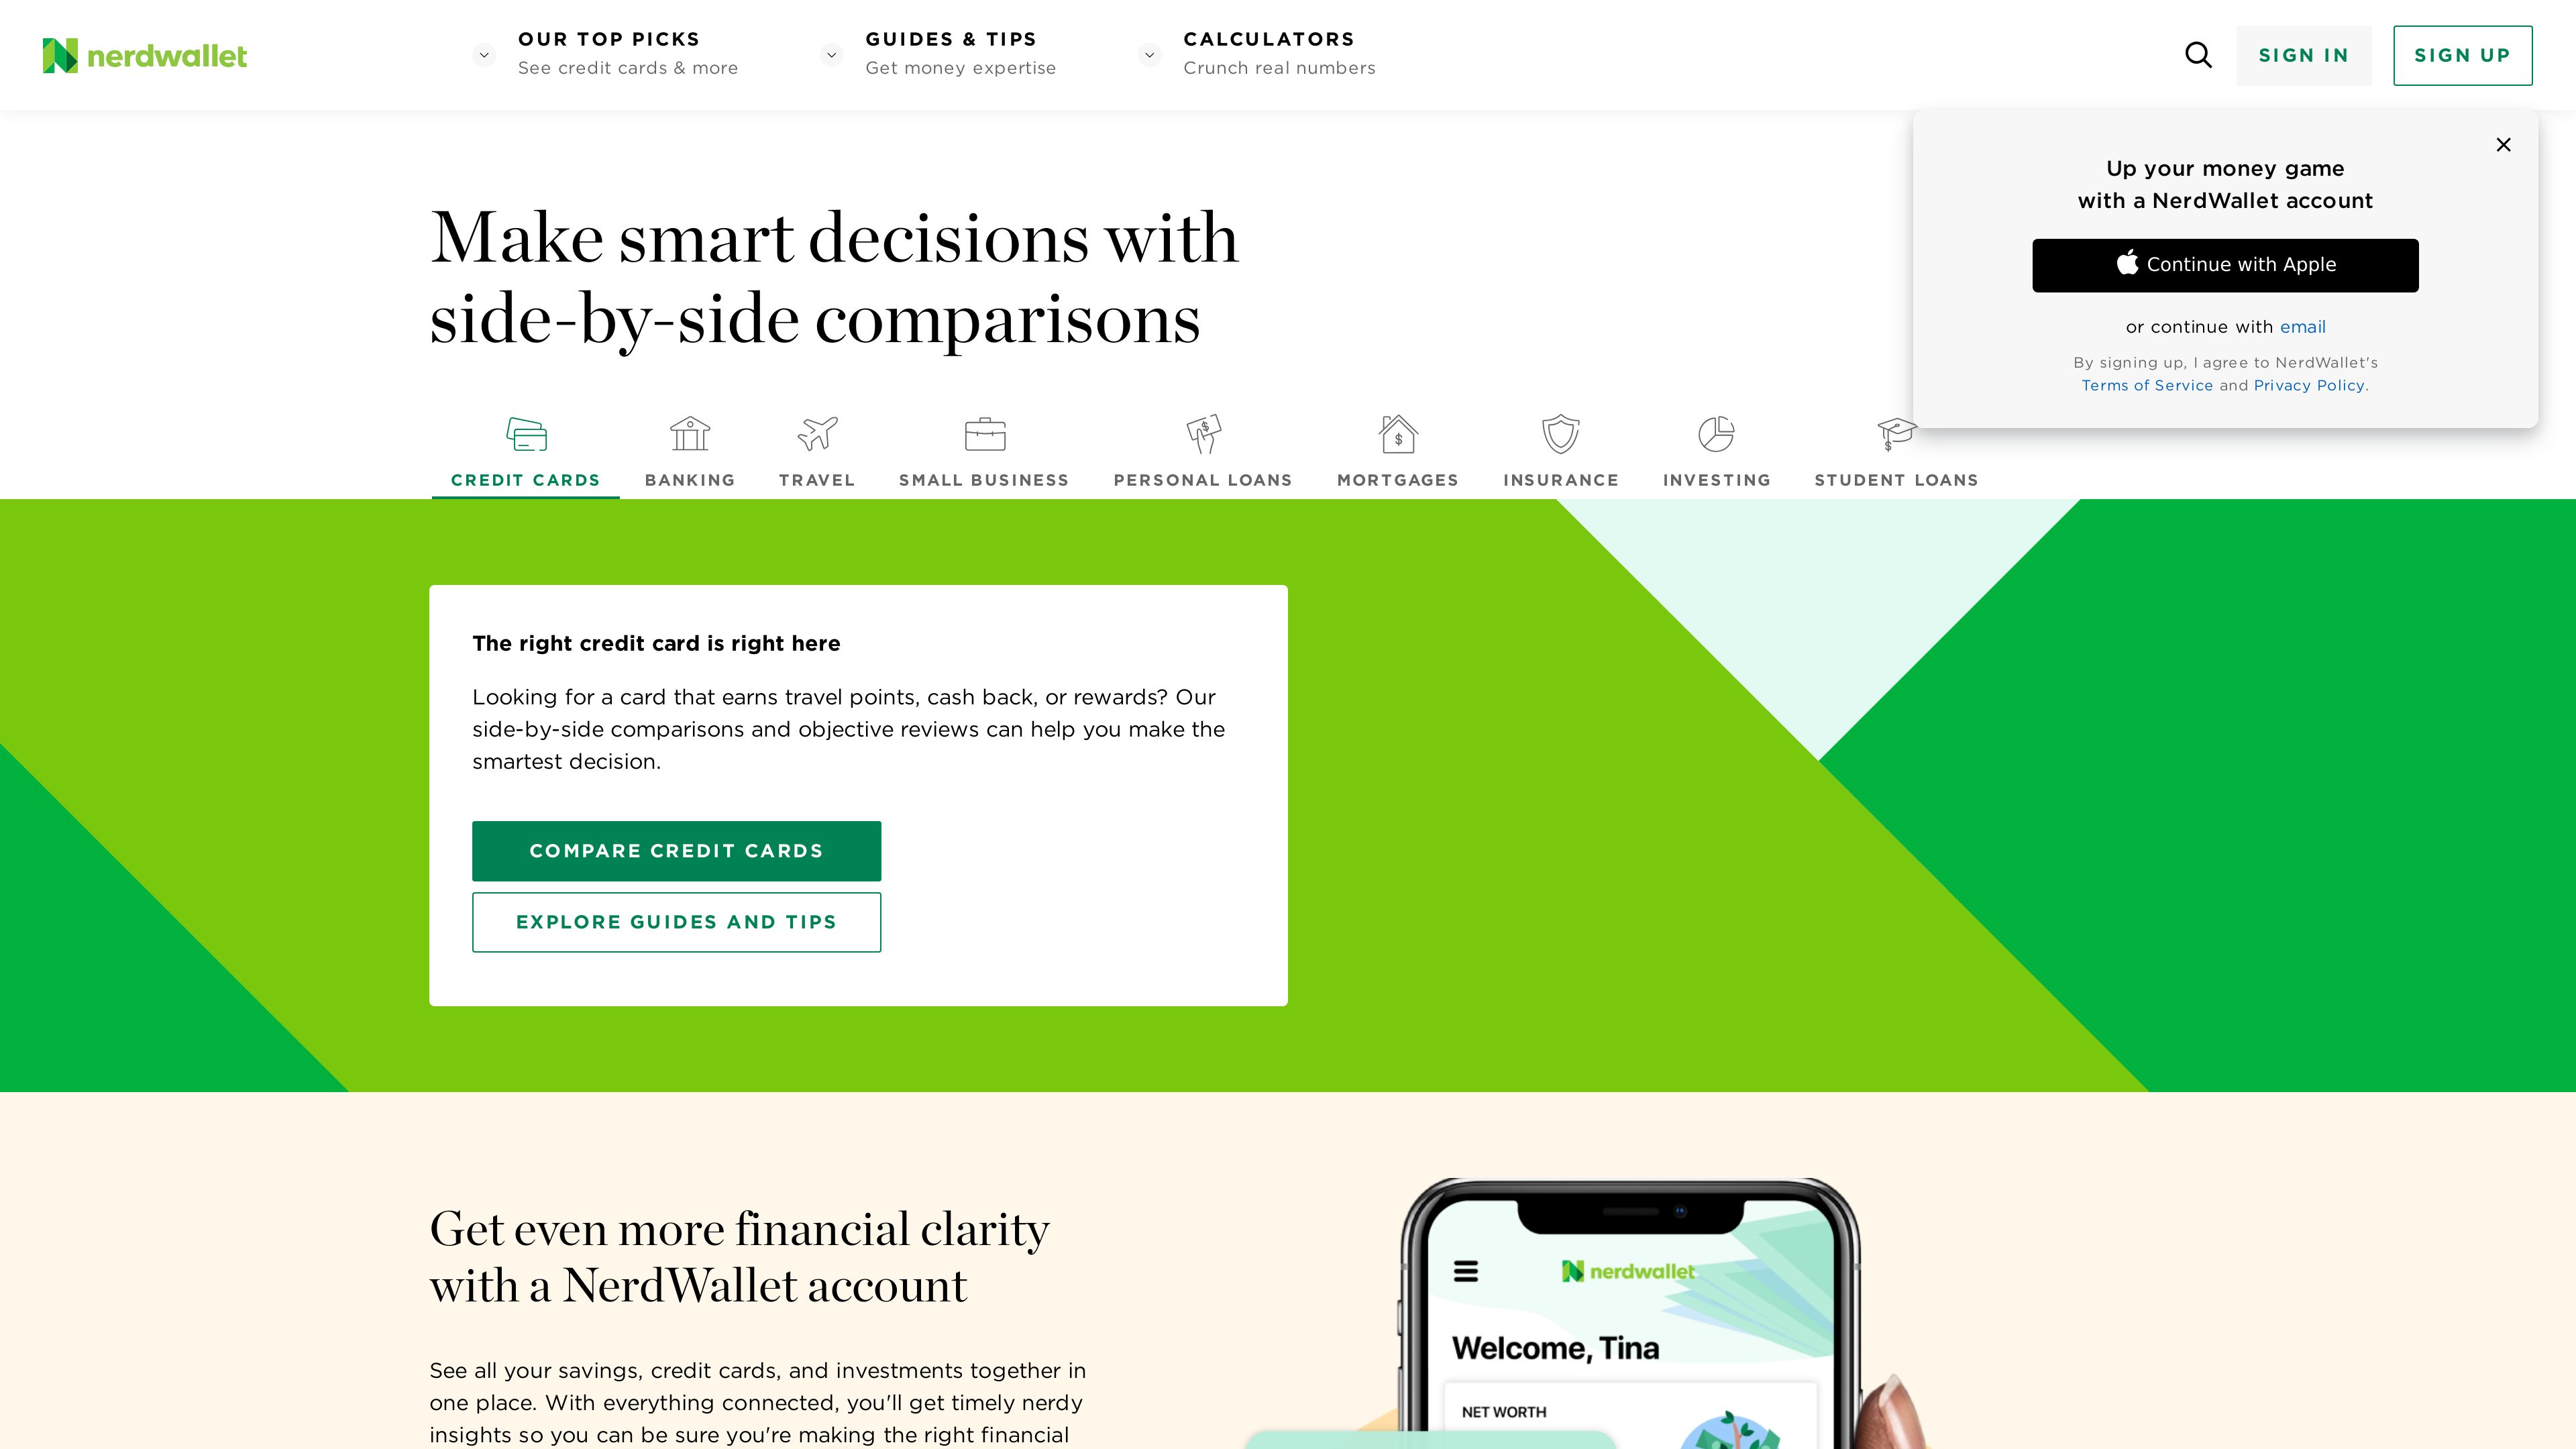 nerdwallet
OUR TOP PICKS
See credit cards & more
GUIDES & TIPS
Get money expertise
CALCULATORS
Crunch real numbers
SIGN IN
SIGN UP
Up your money game
with a NerdWallet account
Continue with Apple
or continue with email
By signing up, I agree to NerdWallet's
Terms of Service and Privacy Policy.
Make smart decisions with
side-by-side comparisons
CREDIT CARDS
BANKING
TRAVEL
SMALL BUSINESS
PERSONAL LOANS
MORTGAGES
INSURANCE
INVESTING
STUDENT LOANS
The right credit card is right here
Looking for a card that earns travel points, cash back, or rewards? Our
side-by-side comparisons and objective reviews can help you make the
smartest decision.
COMPARE CREDIT CARDS
EXPLORE GUIDES AND TIPS
Get even more financial clarity
with a NerdWallet account
See all your savings, credit cards, and investments together in
one place. With everything connected, you'll get timely nerdy
insights so you can be sure you're making the right financial
nerdwallet
Welcome, Tina
NET WORTH